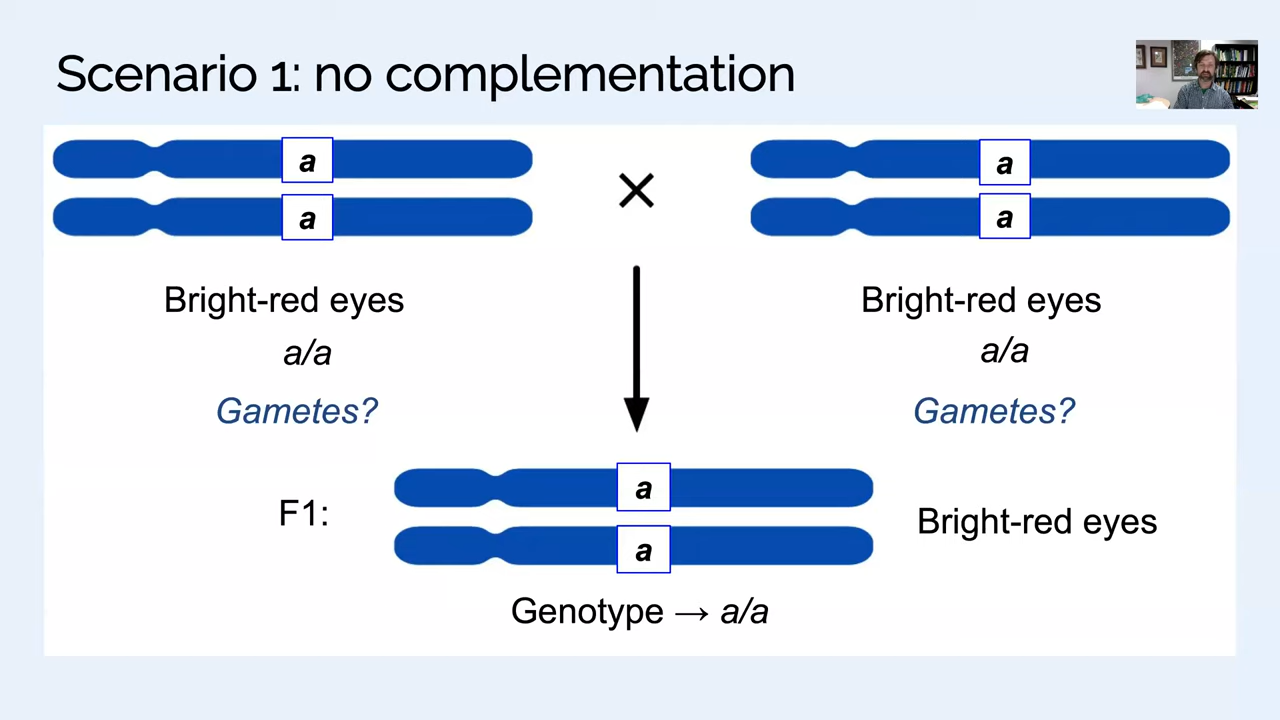 Scenario 1: no complementation
a
a
×
a
a
Bright-red eyes
a/a
Gametes?
Bright-red eyes
a/a
Gametes?
F1:
a
a
Bright-red eyes
Genotype → a/a